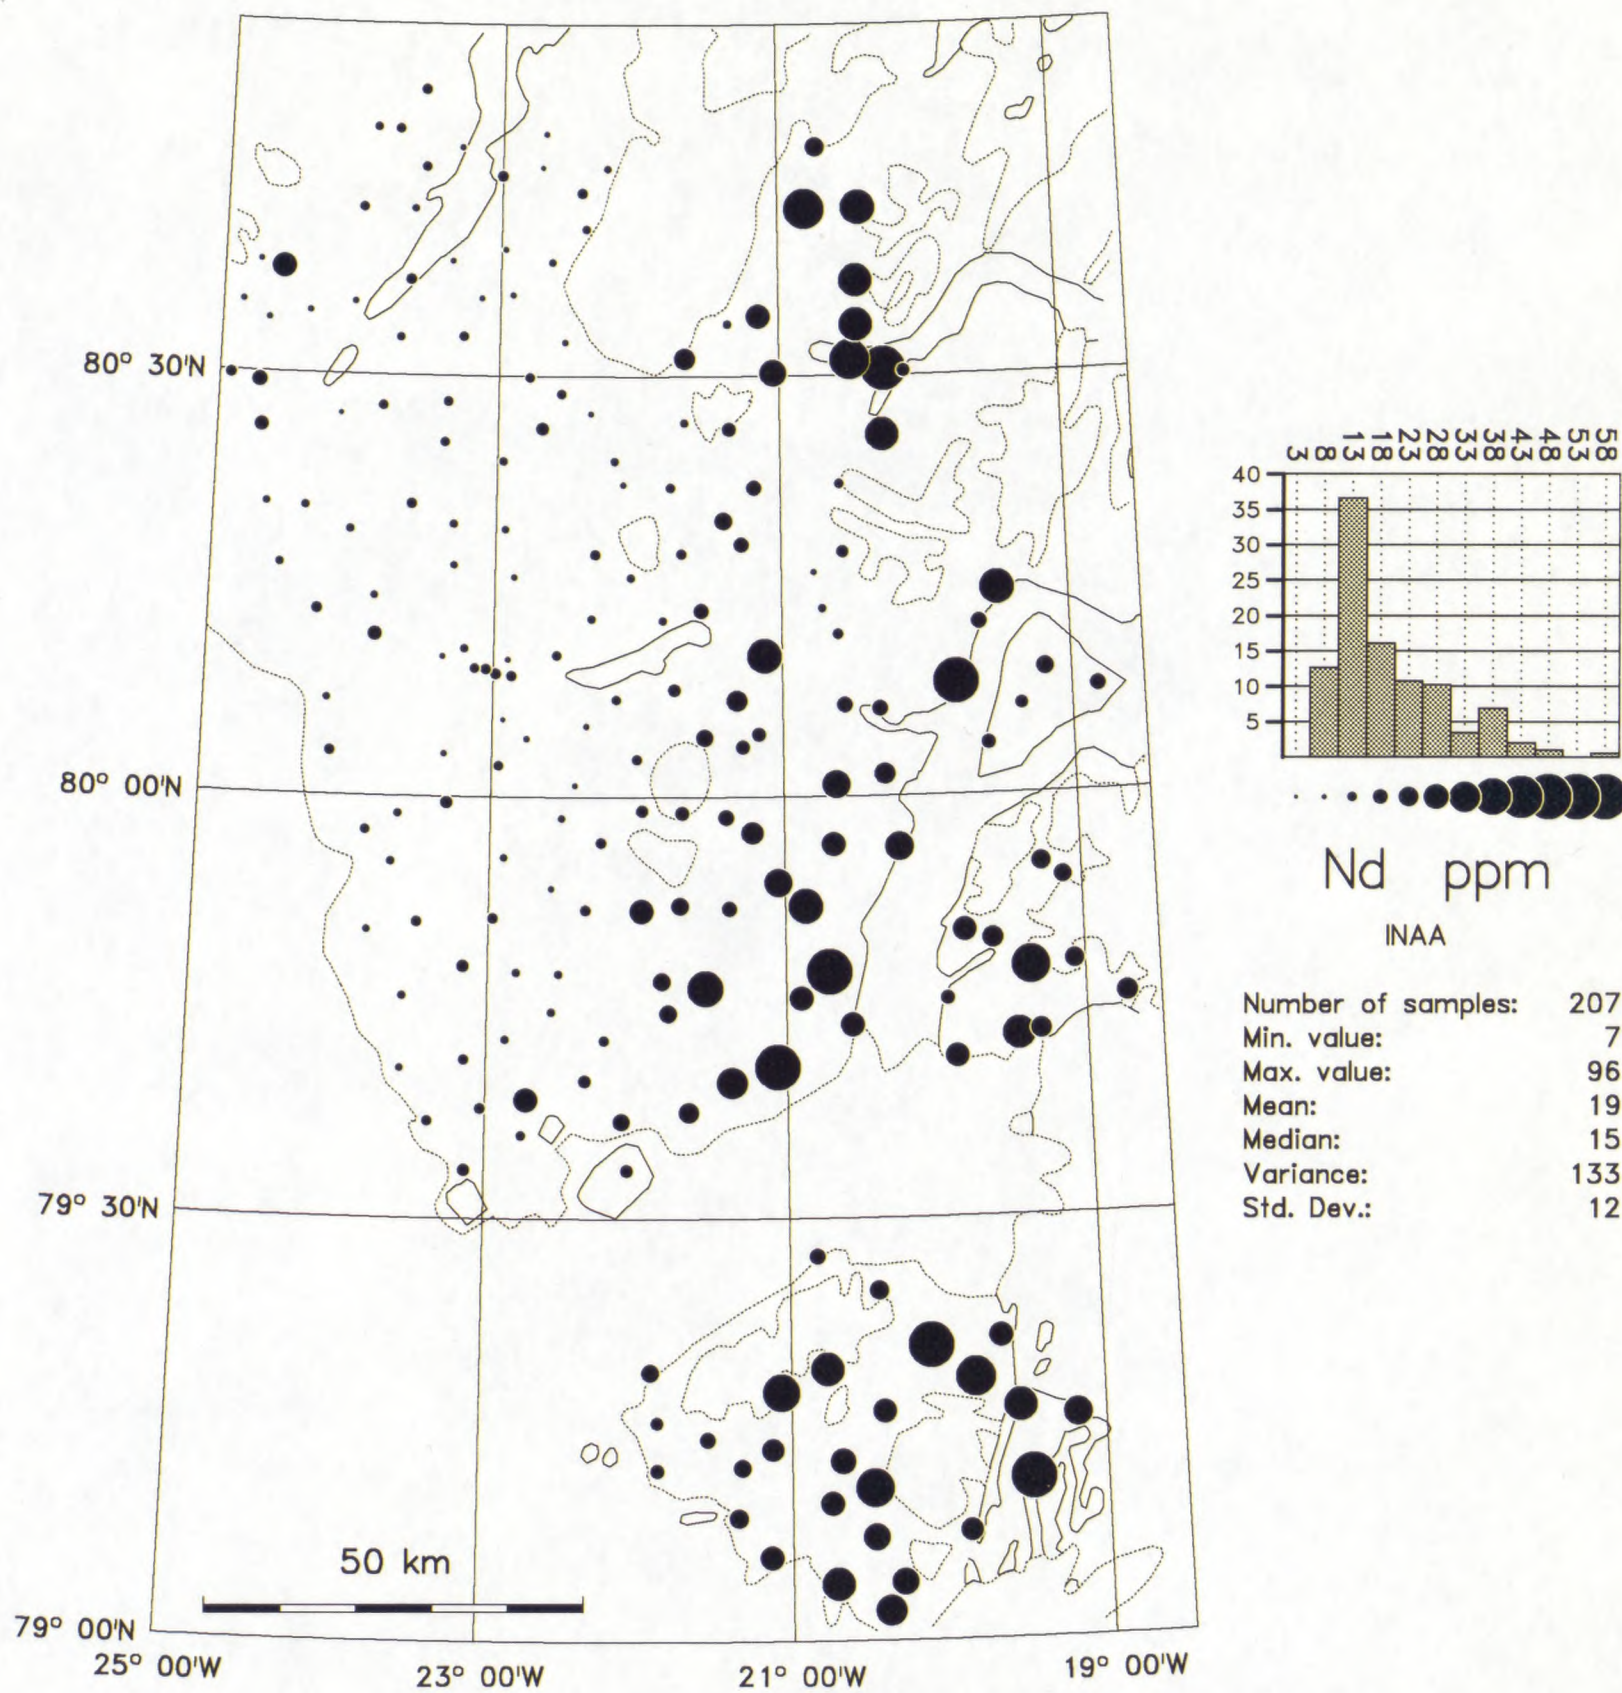 80° 30'N
80° 00'N
79° 30'N
79° 00'N
25° 00'W
23° 00'W
21° 00'W
19° 00'W
50 km
3 8 13 18 23 28 33 38 43 48 53 58
40
35
30
25
20
15
10
5
Nd ppm
INAA
Number of samples: 207
Min. value: 7
Max. value: 96
Mean: 19
Median: 15
Variance: 133
Std. Dev.: 12